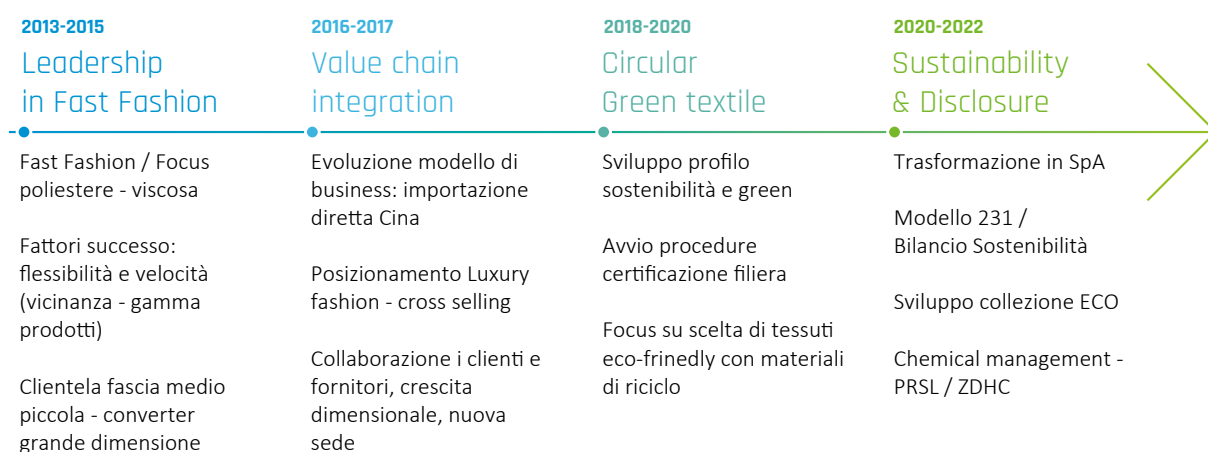 2013-2015
Leadership
in Fast Fashion
Fast Fashion / Focus
poliestere - viscosa
Fattori successo:
flessibilità e velocità
(vicinanza - gamma
prodotti)
Clientela fascia medio
piccola - converter
grande dimensione
2016-2017
Value chain
integration
Evoluzione modello di
business: importazione
diretta Cina
Posizionamento Luxury
fashion - cross selling
Collaborazione i clienti e
fornitori, crescita
dimensionale, nuova
sede
2018-2020
Circular
Green textile
Sviluppo profilo
sostenibilità e green
Avvio procedure
certificazione filiera
Focus su scelta di tessuti
eco-frinedly con materiali
di riciclo
2020-2022
Sustainability
& Disclosure
Trasformazione in SpA
Modello 231 /
Bilancio Sostenibilità
Sviluppo collezione ECO
Chemical management -
PRSL / ZDHC